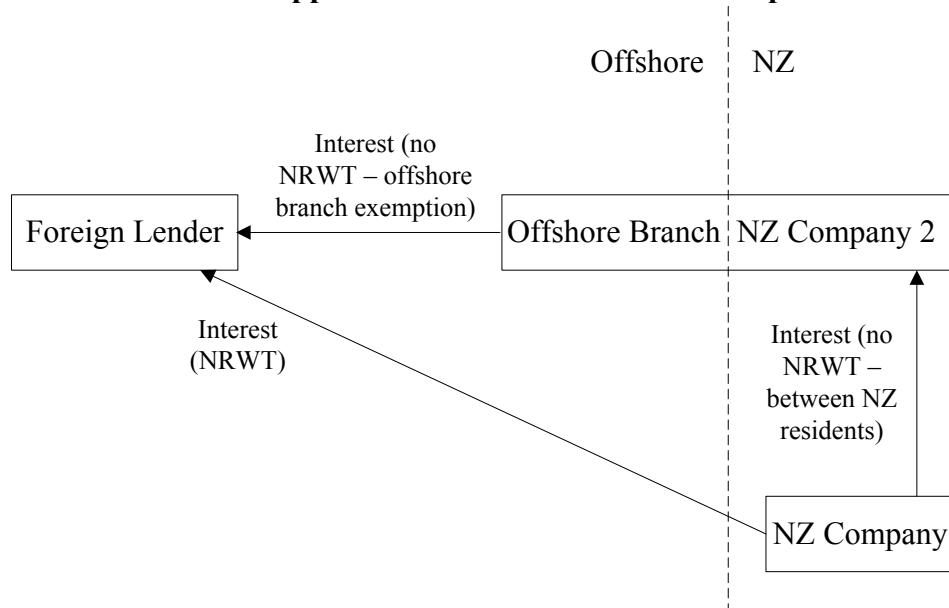 Offshore NZ
Interest (no
NRWT – offshore
branch exemption)
Foreign Lender
Offshore Branch NZ Company 2
Interest
(NRWT)
Interest (no
NRWT –
between NZ
residents)
NZ Company